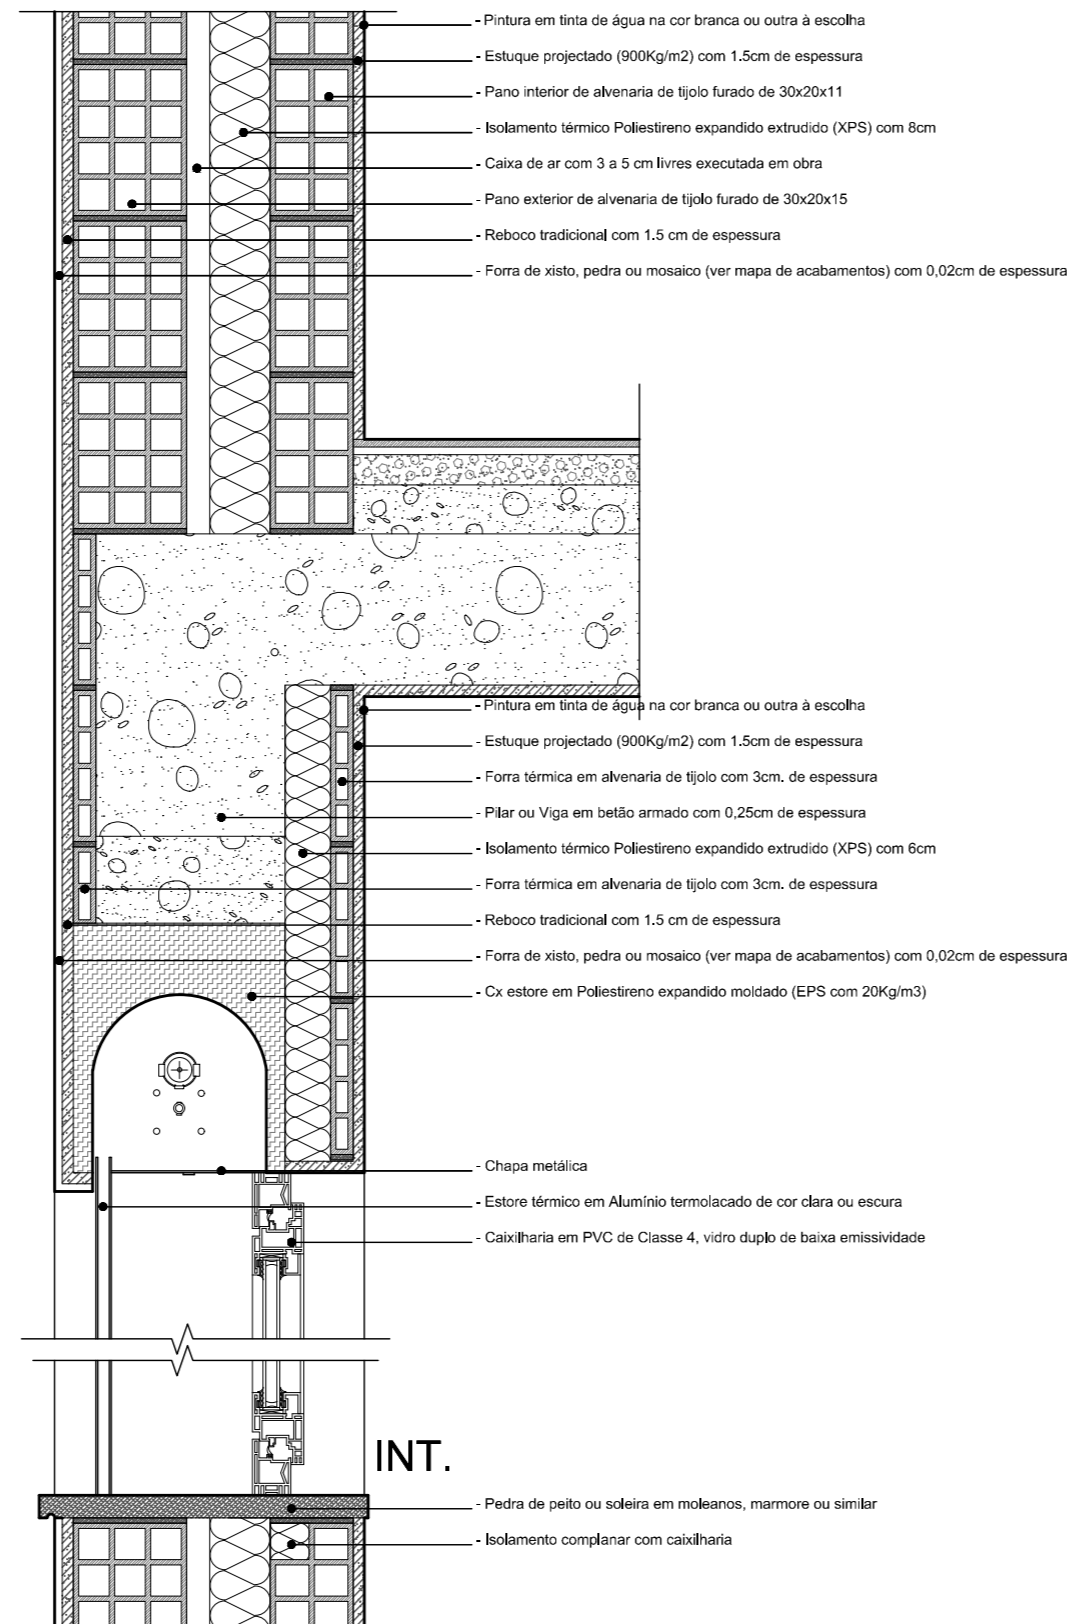 - Pintura em tinta de água na cor branca ou outra à escolha
- Estuque projectado (900Kg/m2) com 1.5cm de espessura
- Pano interior de alvenaria de tijolo furado de 30x20x11
- Isolamento térmico Poliestireno expandido extrudido (XPS) com 8cm
- Caixa de ar com 3 a 5 cm livres executada em obra
- Pano exterior de alvenaria de tijolo furado de 30x20x15
- Reboco tradicional com 1.5 cm de espessura
- Forra de xisto, pedra ou mosaico (ver mapa de acabamentos) com 0,02cm de espessura
- Pintura em tinta de água na cor branca ou outra à escolha
- Estuque projectado (900Kg/m2) com 1.5cm de espessura
- Forra térmica em alvenaria de tijolo com 3cm. de espessura
- Pilar ou Viga em betão armado com 0,25cm de espessura
- Isolamento térmico Poliestireno expandido extrudido (XPS) com 6cm
- Forra térmica em alvenaria de tijolo com 3cm. de espessura
- Reboco tradicional com 1.5 cm de espessura
- Forra de xisto, pedra ou mosaico (ver mapa de acabamentos) com 0,02cm de espessura
- Cx estore em Poliestireno expandido moldado (EPS com 20Kg/m3)
- Chapa metálica
- Estore térmico em Alumínio termolacado de cor clara ou escura
- Caixilharia em PVC de Classe 4, vidro duplo de baixa emissividade
INT.
- Pedra de peito ou soleira em moleanos, marmore ou similar
- Isolamento complanar com caixilharia